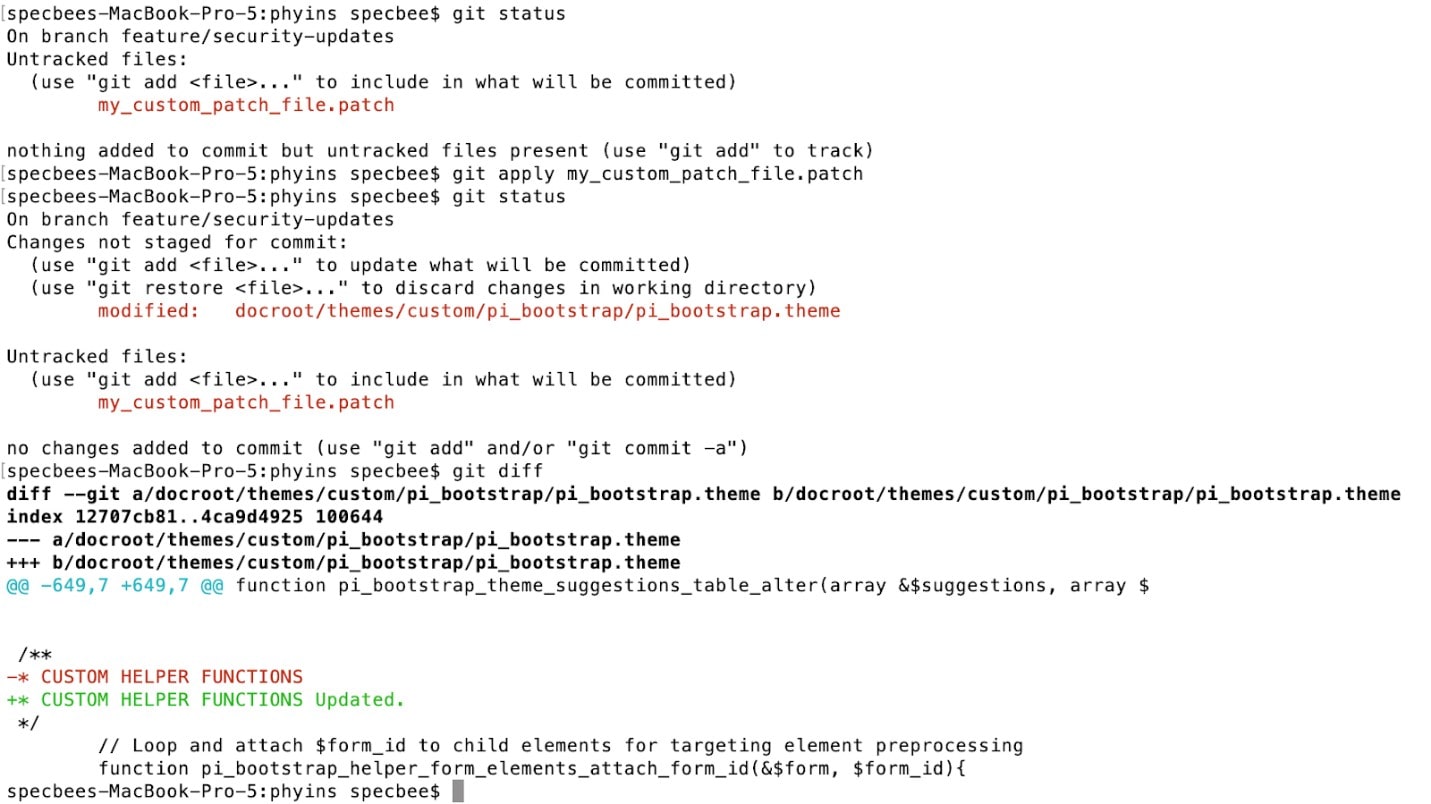 [specbees-MacBook-Pro-5:phyins specbee$ git status
On branch feature/security-updates
Untracked files:
  (use "git add <file>..." to include in what will be committed)
        my_custom_patch_file.patch

nothing added to commit but untracked files present (use "git add" to track)
[specbees-MacBook-Pro-5:phyins specbee$ git apply my_custom_patch_file.patch
[specbees-MacBook-Pro-5:phyins specbee$ git status
On branch feature/security-updates
Changes not staged for commit:
  (use "git add <file>..." to update what will be committed)
  (use "git restore <file>..." to discard changes in working directory)
        modified:   docroot/themes/custom/pi_bootstrap/pi_bootstrap.theme

Untracked files:
  (use "git add <file>..." to include in what will be committed)
        my_custom_patch_file.patch

no changes added to commit (use "git add" and/or "git commit -a")
[specbees-MacBook-Pro-5:phyins specbee$ git diff
diff --git a/docroot/themes/custom/pi_bootstrap/pi_bootstrap.theme b/docroot/themes/custom/pi_bootstrap/pi_bootstrap.theme
index 12707cb81..4ca9d4925 100644
--- a/docroot/themes/custom/pi_bootstrap/pi_bootstrap.theme
+++ b/docroot/themes/custom/pi_bootstrap/pi_bootstrap.theme
@@ -649,7 +649,7 @@ function pi_bootstrap_theme_suggestions_table_alter(array &$suggestions, array $


 /**
-* CUSTOM HELPER FUNCTIONS
+* CUSTOM HELPER FUNCTIONS Updated.
 */
        // Loop and attach $form_id to child elements for targeting element preprocessing
        function pi_bootstrap_helper_form_elements_attach_form_id(&$form, $form_id){
specbees-MacBook-Pro-5:phyins specbee$